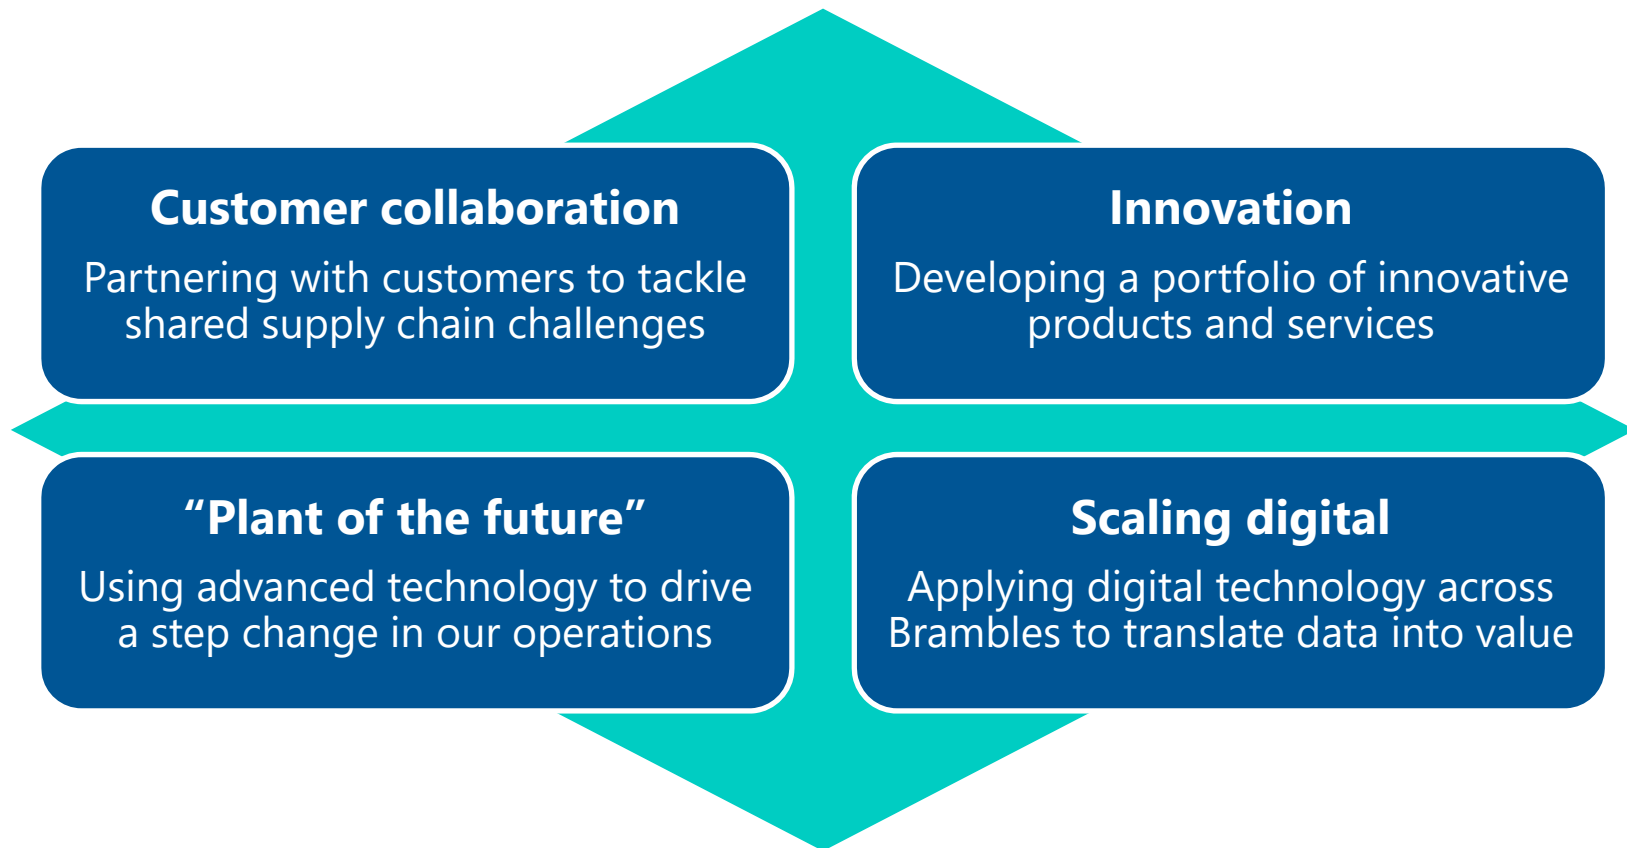 Customer collaboration
Partnering with customers to tackle
shared supply chain challenges
Innovation
Developing a portfolio of innovative
products and services
“Plant of the future”
Using advanced technology to drive
a step change in our operations
Scaling digital
Applying digital technology across
Brambles to translate data into value